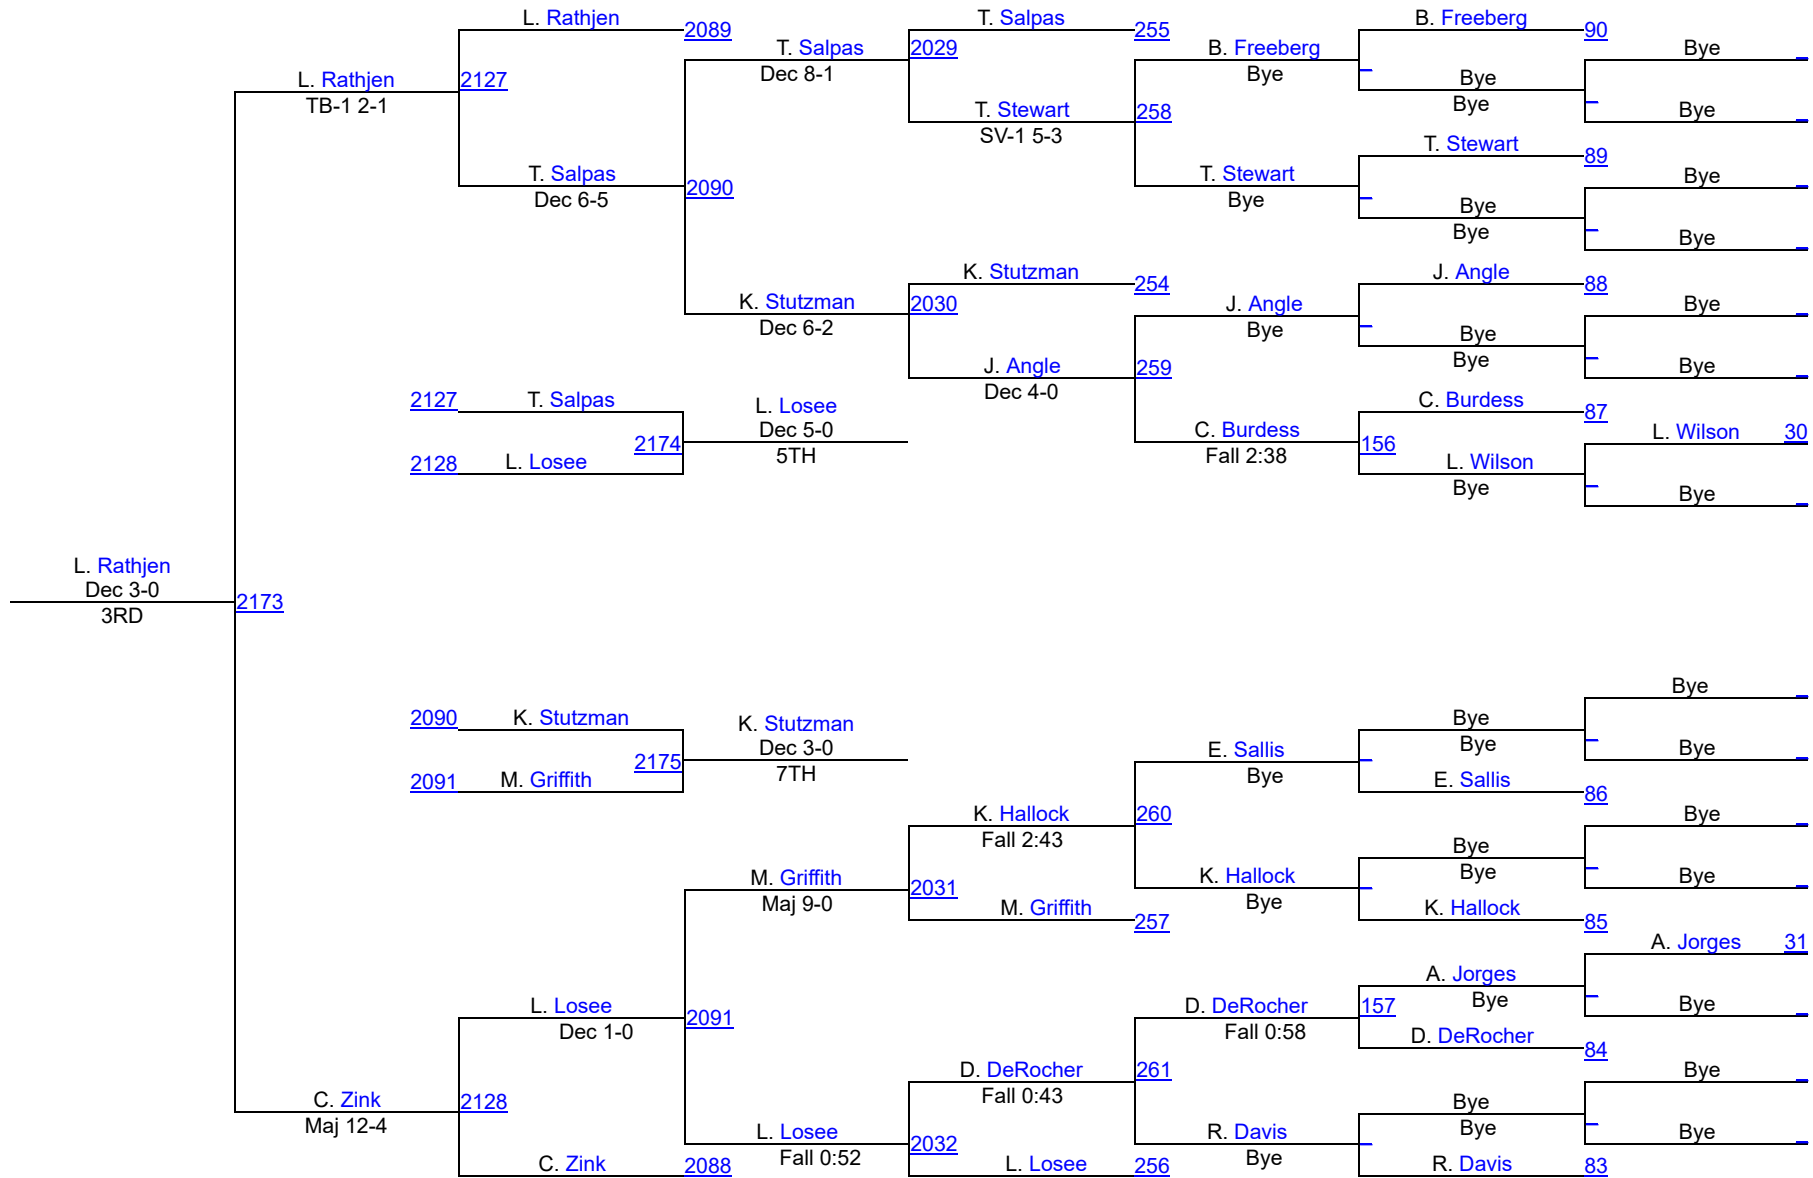 L. Rathjen 2089 T. Salpas 255 B. Freeberg 90
T. Salpas 2029 B. Freeberg Bye
Dec 8-1 Bye
L. Rathjen 2127 Bye
TB-1 2-1 T. Stewart 258 Bye Bye
SV-1 5-3
T. Stewart 89
T. Salpas 2090 T. Stewart Bye
Dec 6-5 Bye
Bye
Bye Bye
K. Stutzman 254 J. Angle 88
K. Stutzman 2030 J. Angle Bye
Dec 6-2 Bye
Bye
J. Angle 259 Bye Bye
Dec 4-0
2127 T. Salpas L. Losee C. Burdess 87
Dec 5-0 C. Burdess 156 L. Wilson 30
2174 5TH Fall 2:38
2128 L. Losee L. Wilson
Bye Bye
L. Rathjen
Dec 3-0
3RD 2173
Bye
2090 K. Stutzman K. Stutzman Bye
Dec 3-0 E. Sallis Bye Bye
2175 7TH Bye
2091 M. Griffith E. Sallis 86
K. Hallock 260 Bye
Fall 2:43 Bye
M. Griffith 2031 K. Hallock Bye Bye
Maj 9-0 Bye
M. Griffith 257 K. Hallock 85
A. Jorges 31
A. Jorges
L. Losee 2091 D. DeRocher 157 Bye Bye
Dec 1-0 Fall 0:58
D. DeRocher 84
D. DeRocher 261 Bye
Fall 0:43
C. Zink 2128 Bye
Maj 12-4 L. Losee 2032 R. Davis Bye Bye
Fall 0:52 Bye
C. Zink 2088 L. Losee 256 R. Davis 83